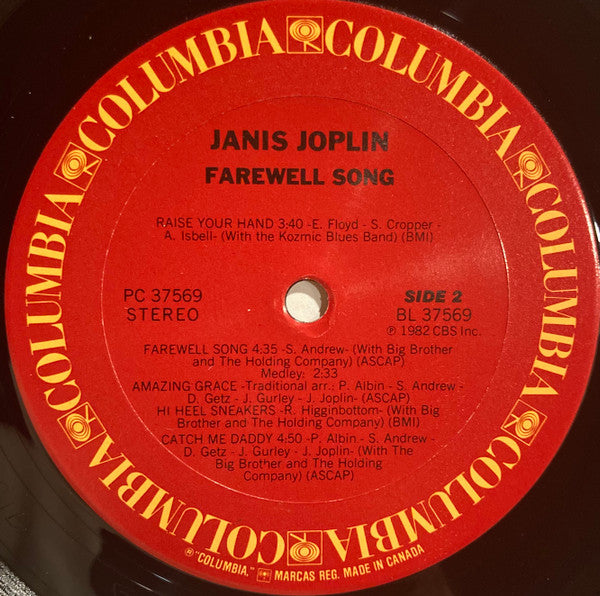 COLUMBIA COLUMBIA COLUMBIA COLUMBIA COLUMBIA COLUMBIA
JANIS JOPLIN
FAREWELL SONG
RAISE YOUR HAND 3:40 -E. Floyd - S. Cropper -
A. Isbell- (With the Kozmic Blues Band) (BMI)
PC 37569
STEREO
SIDE 2
BL 37569
℗ 1982 CBS Inc.
FAREWELL SONG 4:35 -S. Andrew- (With Big Brother
and The Holding Company) (ASCAP)
Medley: 2:33
AMAZING GRACE -Traditional arr.: P. Albin - S. Andrew -
D. Getz - J. Gurley - J. Joplin- (ASCAP)
HI HEEL SNEAKERS -R. Higginbottom- (With Big
Brother and The Holding Company) (BMI)
CATCH ME DADDY 4:50 -P. Albin - S. Andrew -
D. Getz - J. Gurley - J. Joplin- (With The
Big Brother and The Holding Company)
(ASCAP)
® "COLUMBIA," MARCAS REG. MADE IN CANADA